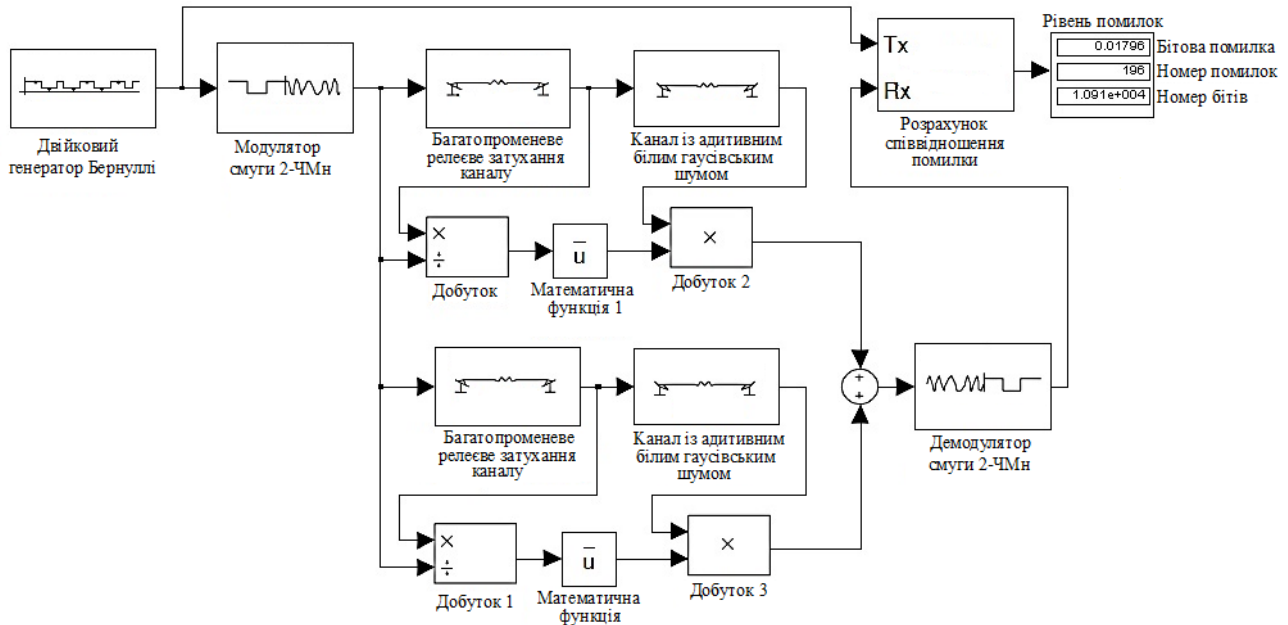 Рівень помилок
Tx
Rx
0.01796
Бітова помилка
196
Номер помилок
1.091e+004
Номер бітів
Двійковий
генератор Бернуллі
Модулятор
смуги 2-ЧМн
Багатопроменеве
релеєве затухання
каналу
Канал із адитивним
білим гаусівським
шумом
Розрахунок
співвідношення
помилки
×
÷
Добуток
u
Математична
функція 1
×
Добуток 2
Багатопроменеве
релеєве затухання
каналу
Канал із адитивним
білим гаусівським
шумом
+
+
Демодулятор
смуги 2-ЧМн
×
÷
Добуток 1
u
Математична
функція
×
Добуток 3